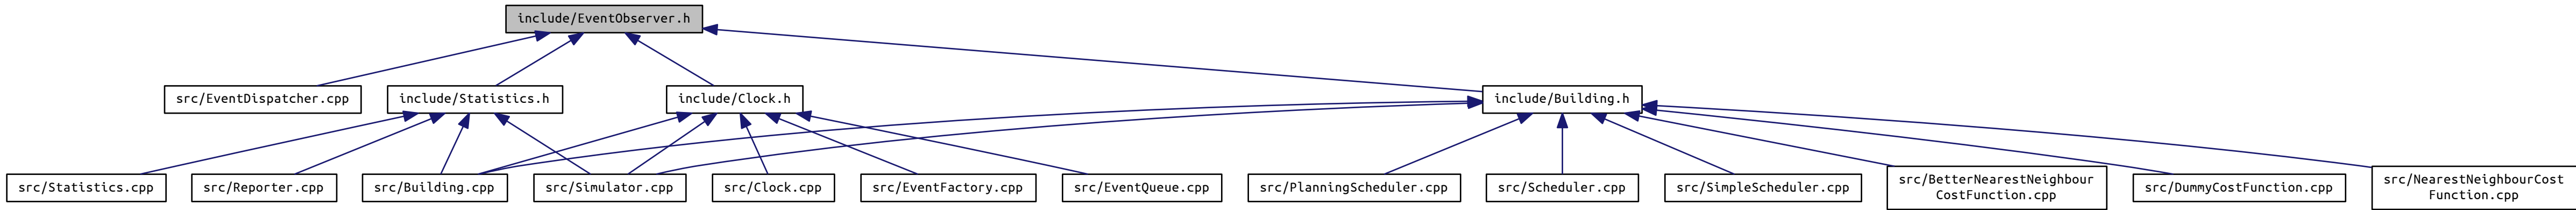 include/EventObserver.h
src/EventDispatcher.cpp
include/Statistics.h
include/Clock.h
include/Building.h
src/Statistics.cpp
src/Reporter.cpp
src/Building.cpp
src/Simulator.cpp
src/Clock.cpp
src/EventFactory.cpp
src/EventQueue.cpp
src/PlanningScheduler.cpp
src/Scheduler.cpp
src/SimpleScheduler.cpp
src/BetterNearestNeighbour
CostFunction.cpp
src/DummyCostFunction.cpp
src/NearestNeighbourCost
Function.cpp